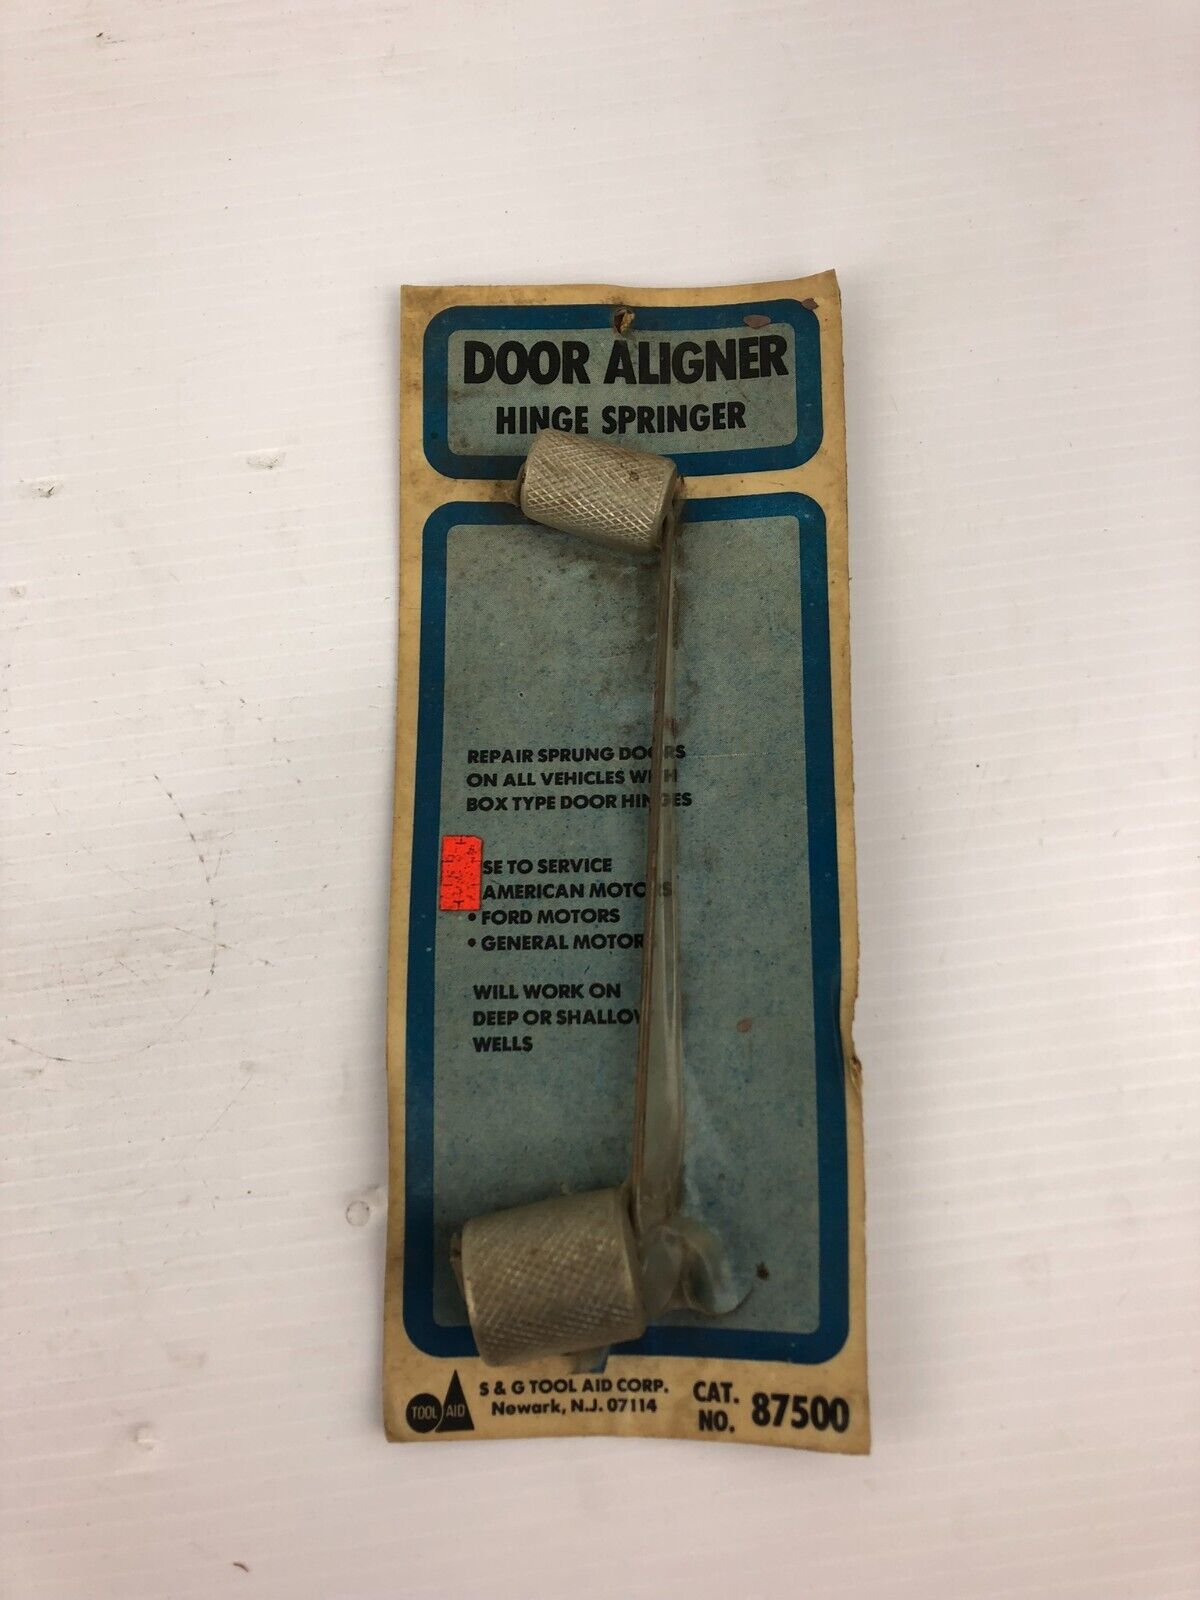 DOOR ALIGNER
HINGE SPRINGER
REPAIR SPRUNG DOORS
ON ALL VEHICLES WITH
BOX TYPE DOOR HINGES
SE TO SERVICE
AMERICAN MOTORS
• FORD MOTORS
• GENERAL MOTORS
WILL WORK ON
DEEP OR SHALLOW
WELLS
TOOL AID
S & G TOOL AID CORP.
Newark, N.J. 07114
CAT.
NO. 87500